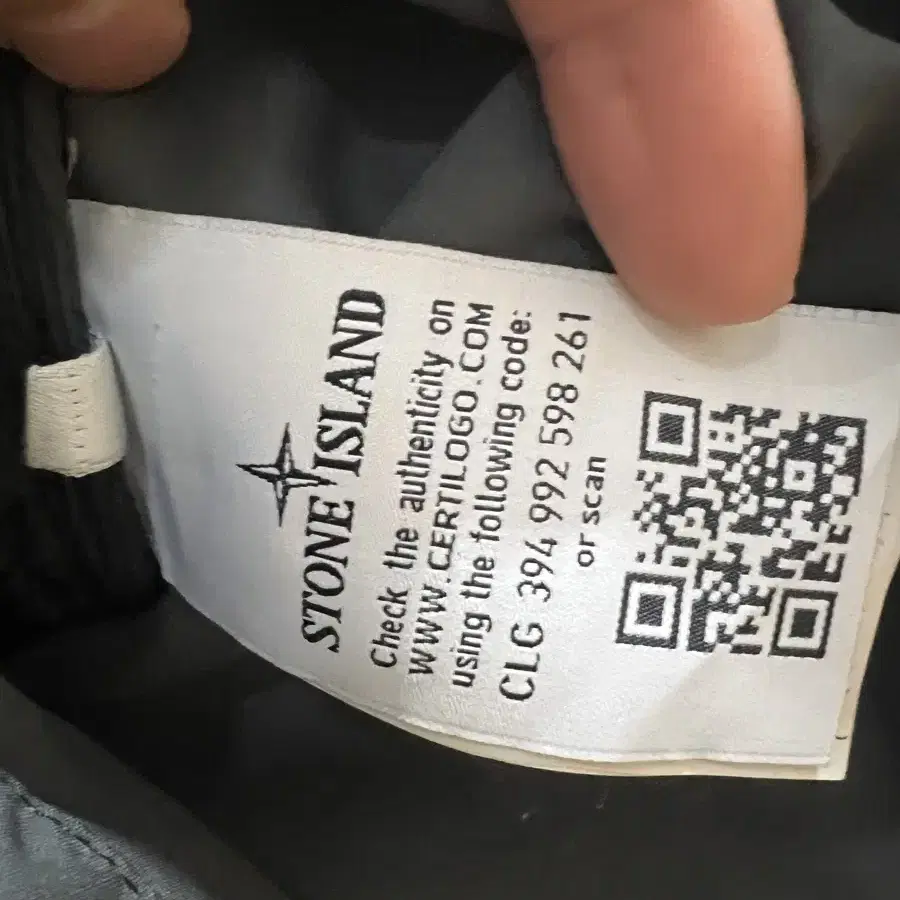 STONE ISLAND
Check the authenticity on
WWW.CERTILOGO.COM
using the following code:
CLG 394 992 598 261
or scan